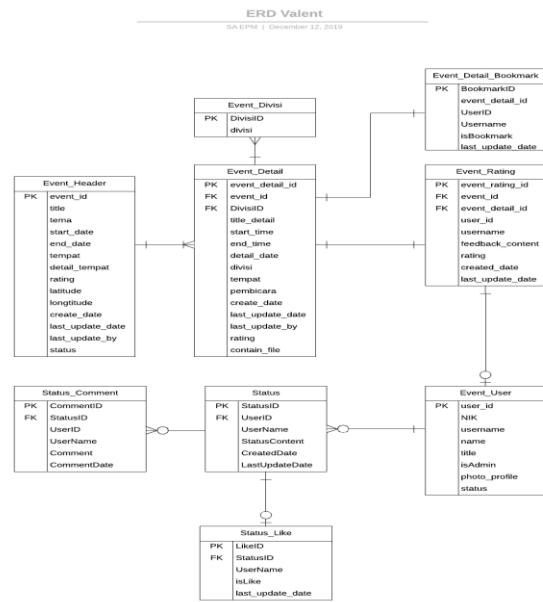 ERD Valent
SA EPM | December 12, 2019
Event_Detail_Bookmark
PK BookmarkID
event_detail_id
UserID
Username
isBookmark
last_update_date
Event_Divisi
PK DivisiID
divisi
Event_Header
PK event_id
title
tema
start_date
end_date
tempat
detail_tempat
rating
latitude
longtitude
create_date
last_update_date
last_update_by
status
Event_Detail
PK event_detail_id
FK event_id
FK DivisiID
title_detail
start_time
end_time
detail_date
divisi
tempat
pembicara
create_date
last_update_date
last_update_by
rating
contain_file
Event_Rating
PK event_rating_id
FK event_id
FK event_detail_id
user_id
username
feedback_content
rating
created_date
last_update_date
Status_Comment
PK CommentID
FK StatusID
UserID
UserName
Comment
CommentDate
Status
PK StatusID
FK UserID
UserName
StatusContent
CreatedDate
LastUpdateDate
Event_User
PK user_id
NIK
username
name
title
isAdmin
photo_profile
status
Status_Like
PK LikeID
FK StatusID
UserName
isLike
last_update_date